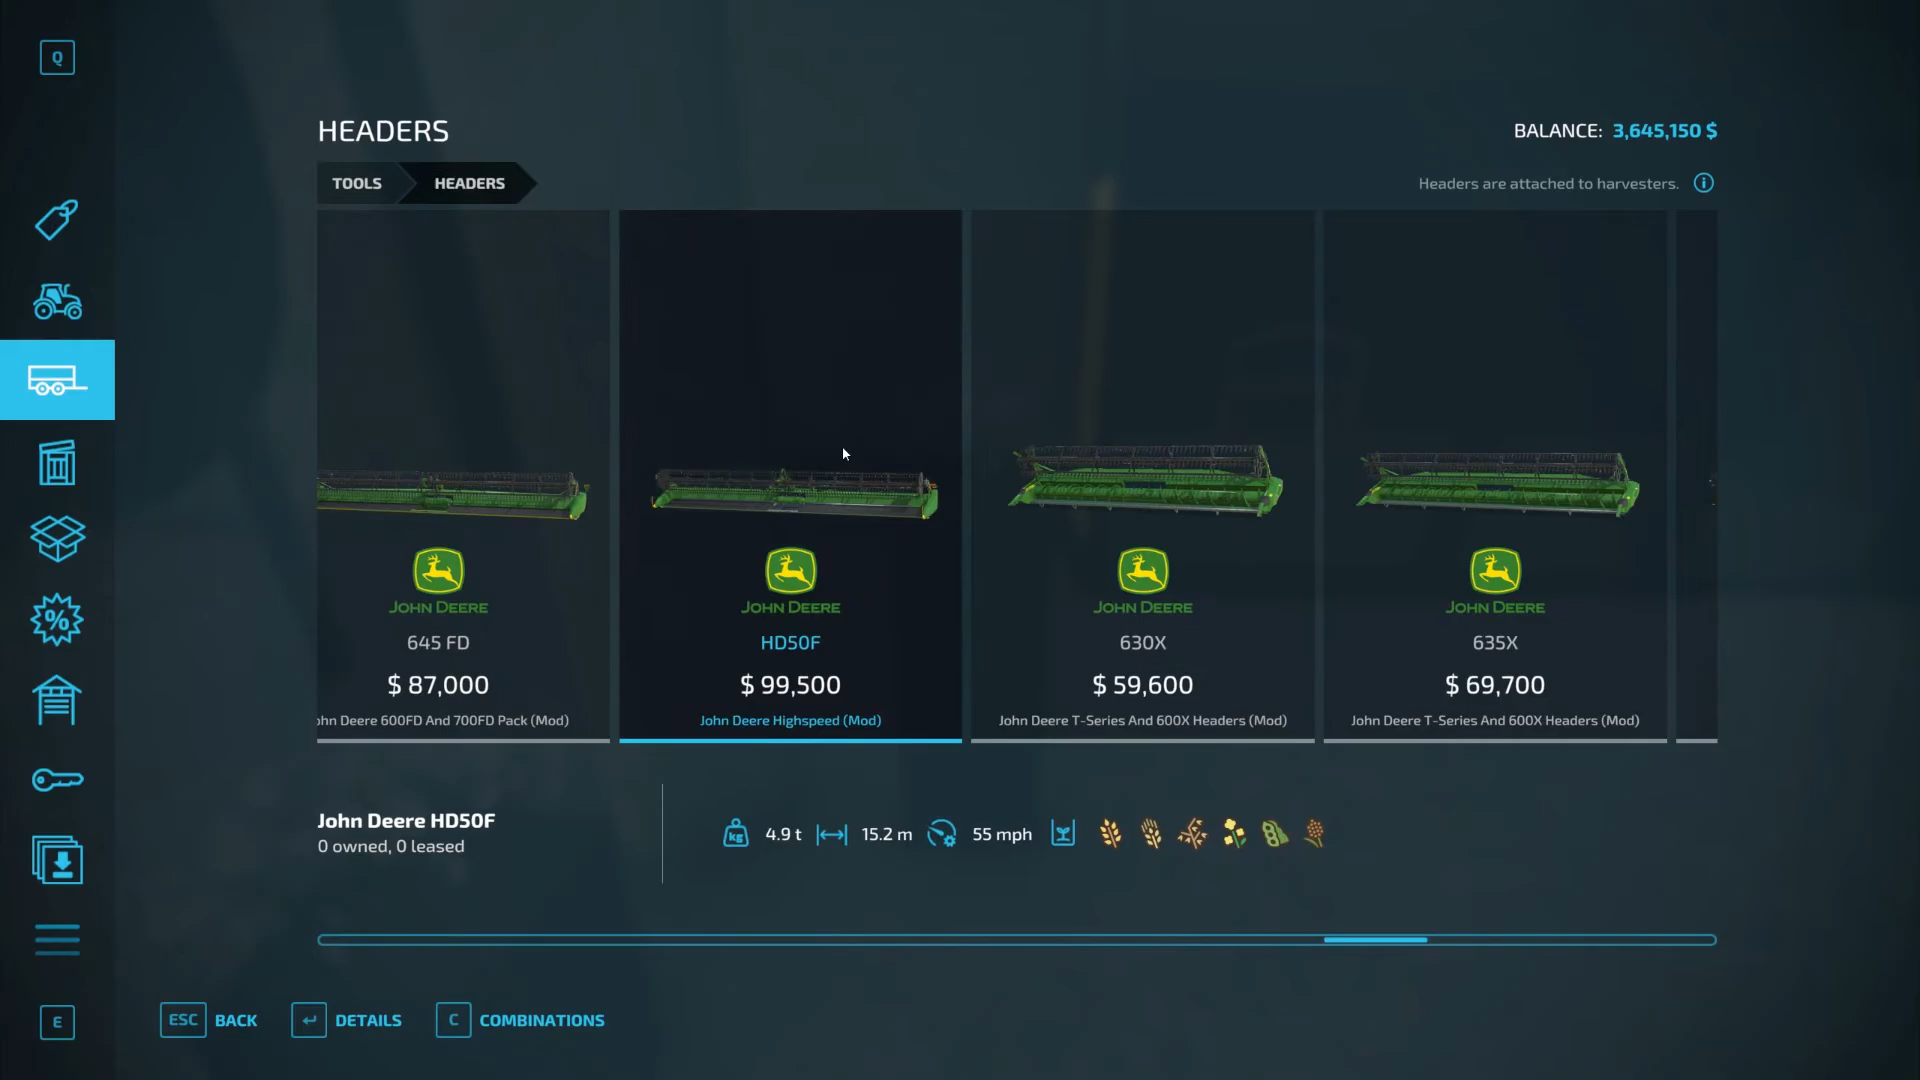 Q
HEADERS
BALANCE: 3,645,150 $
TOOLS
HEADERS
Headers are attached to harvesters.
JOHN DEERE
645 FD
$ 87,000
John Deere 600FD And 700FD Pack (Mod)
JOHN DEERE
HD50F
$ 99,500
John Deere Highspeed (Mod)
JOHN DEERE
630X
$ 59,600
John Deere T-Series And 600X Headers (Mod)
JOHN DEERE
635X
$ 69,700
John Deere T-Series And 600X Headers (Mod)
John Deere HD50F
0 owned, 0 leased
kg 4.9 t 15.2 m 55 mph
E
ESC BACK
DETAILS
C COMBINATIONS